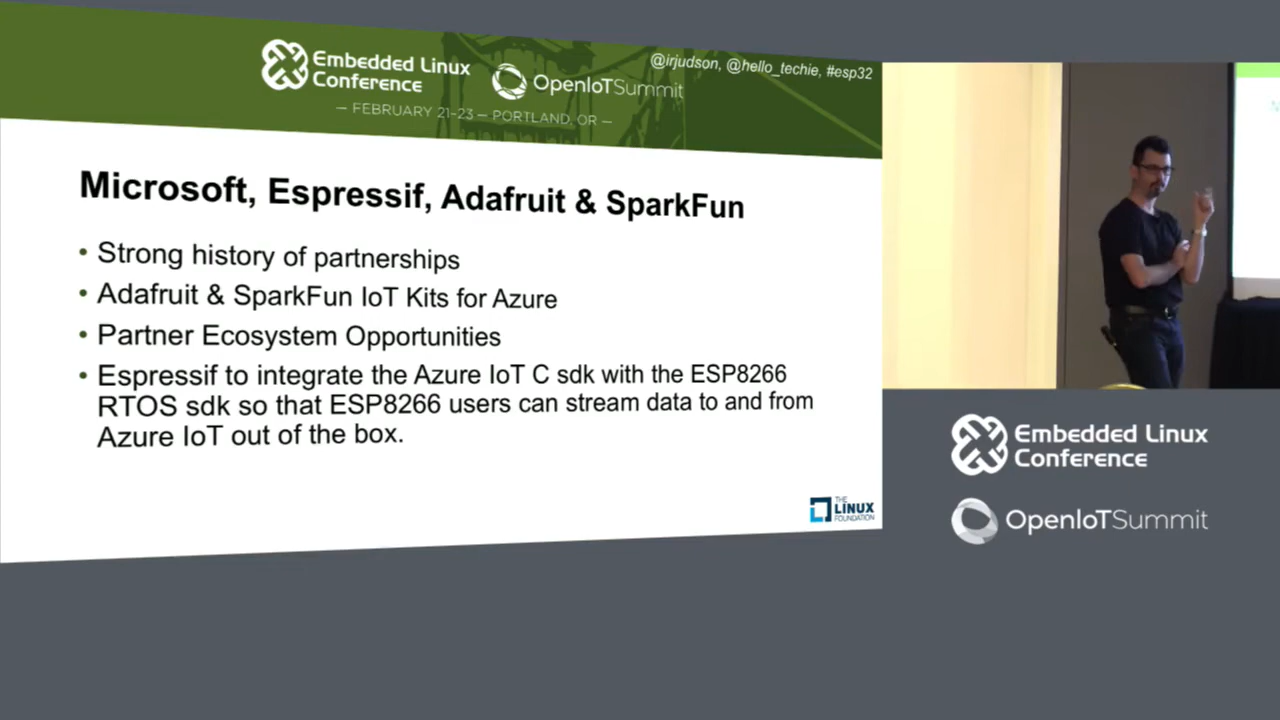 Embedded Linux
Conference
OpenIoTSummit
— FEBRUARY 21-23 — PORTLAND, OR —
@irjudson, @hello_techie, #esp32
Microsoft, Espressif, Adafruit & SparkFun
• Strong history of partnerships
• Adafruit & SparkFun IoT Kits for Azure
• Partner Ecosystem Opportunities
• Espressif to integrate the Azure IoT C sdk with the ESP8266
RTOS sdk so that ESP8266 users can stream data to and from
Azure IoT out of the box.
THE
LINUX
FOUNDATION
Embedded Linux
Conference
OpenIoTSummit